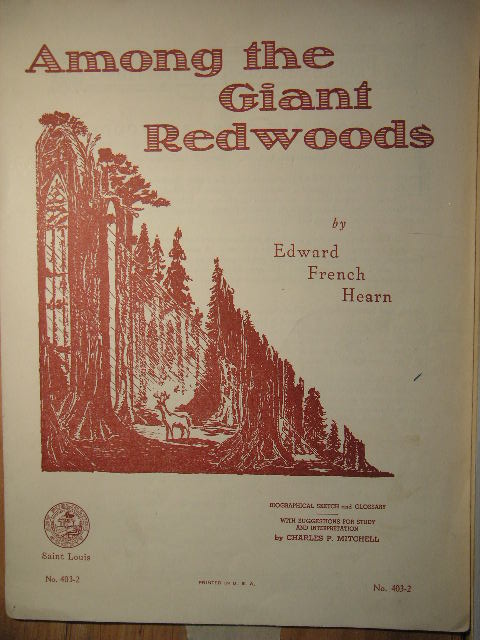 Among the
Giant
Redwoods
by
Edward
French
Hearn
BIOGRAPHICAL SKETCH and GLOSSARY
WITH SUGGESTIONS FOR STUDY
AND INTERPRETATION
by CHARLES P. MITCHELL
Saint Louis
No. 403-2
PRINTED IN U. S. A.
No. 403-2